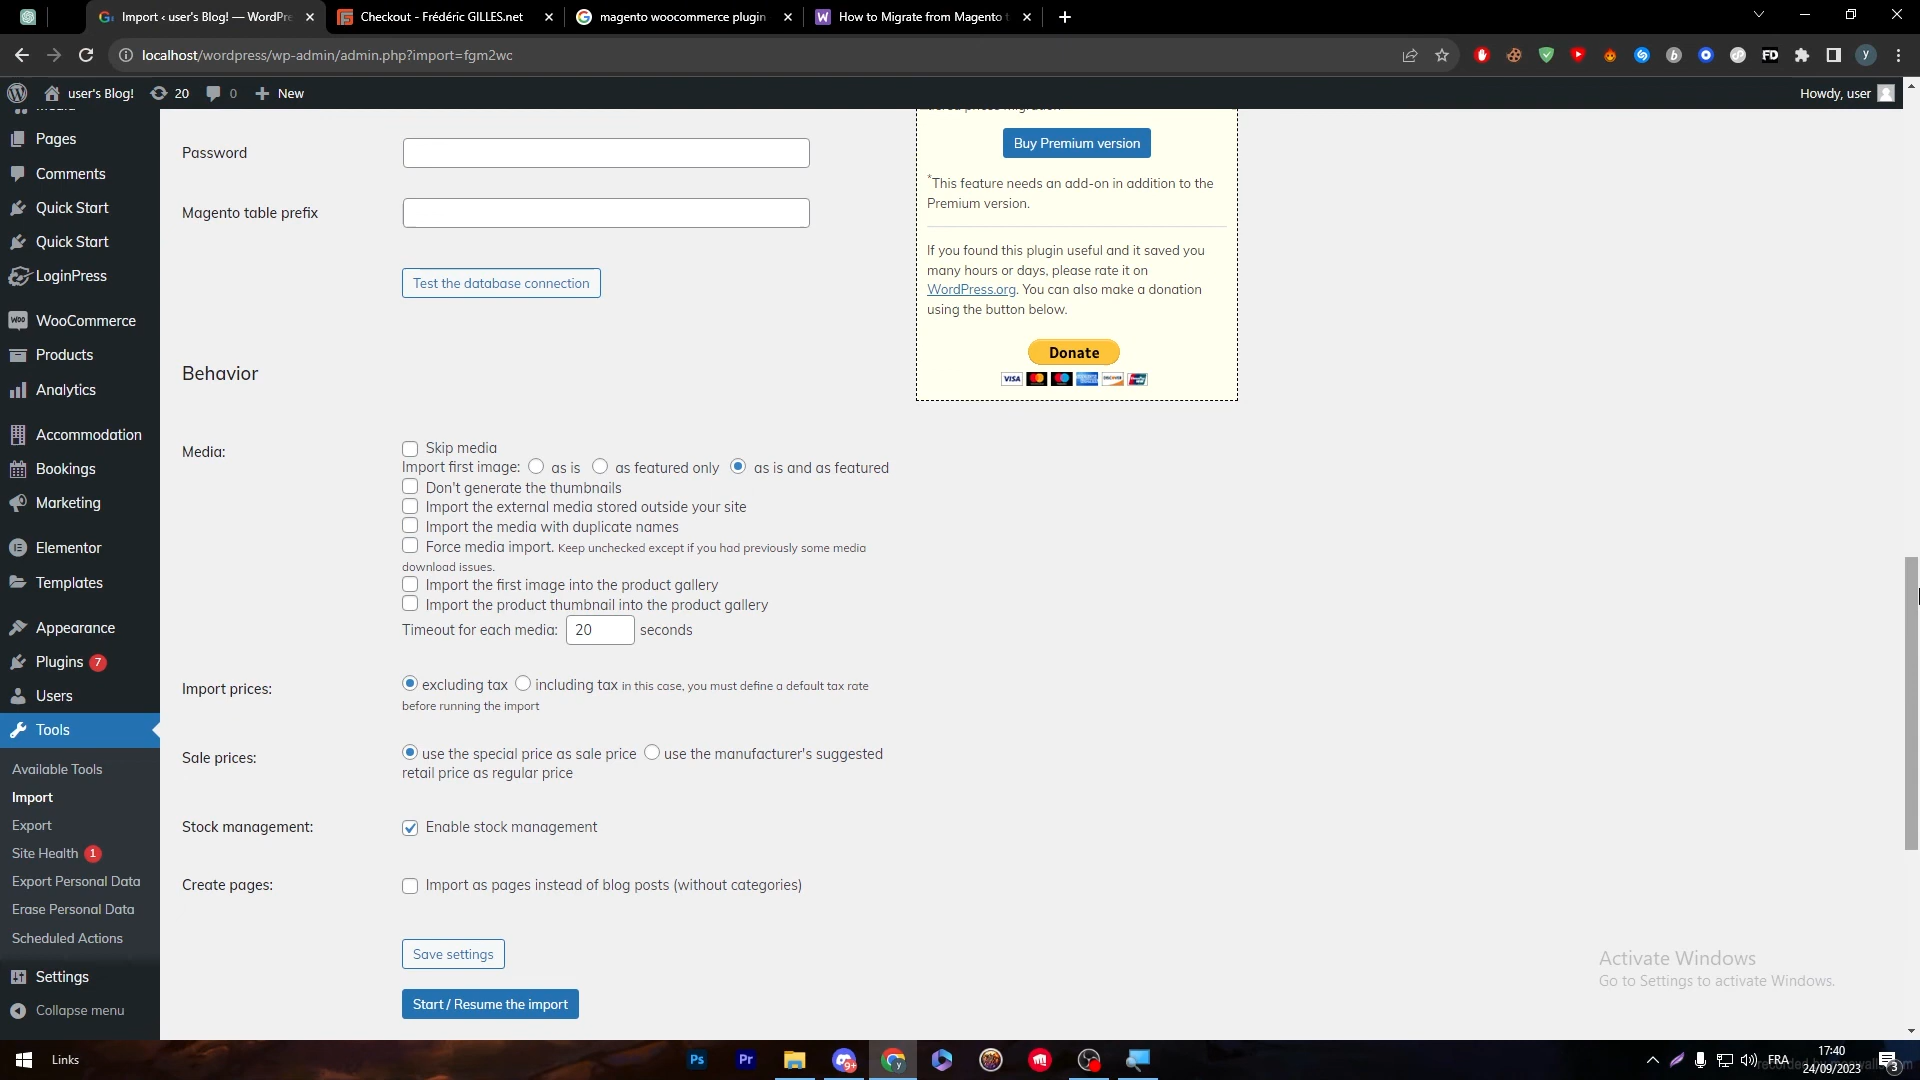 Import ‹ user's Blog! — WordPre
Checkout - Frédéric GILLES.net
magento woocommerce plugin
How to Migrate from Magento t
localhost/wordpress/wp-admin/admin.php?import=fgm2wc
user's Blog!
20
0
New
Howdy, user
Media
Pages
Comments
Quick Start
Quick Start
LoginPress
WooCommerce
Products
Analytics
Accommodation
Bookings
Marketing
Elementor
Templates
Appearance
Plugins 7
Users
Tools
Available Tools
Import
Export
Site Health 1
Export Personal Data
Erase Personal Data
Scheduled Actions
Settings
Collapse menu
Password
Magento table prefix
Test the database connection
Behavior
Media:
Skip media
Import first image: as is as featured only as is and as featured
Don't generate the thumbnails
Import the external media stored outside your site
Import the media with duplicate names
Force media import. Keep unchecked except if you had previously some media
download issues.
Import the first image into the product gallery
Import the product thumbnail into the product gallery
Timeout for each media: 20 seconds
Import prices:
excluding tax including tax in this case, you must define a default tax rate
before running the import
Sale prices:
use the special price as sale price use the manufacturer's suggested
retail price as regular price
Stock management:
Enable stock management
Create pages:
Import as pages instead of blog posts (without categories)
Save settings
Start / Resume the import
Buy Premium version
*This feature needs an add-on in addition to the
Premium version.
If you found this plugin useful and it saved you
many hours or days, please rate it on
WordPress.org. You can also make a donation
using the button below.
Donate
VISA
Activate Windows
Go to Settings to activate Windows.
Links
Ps
Pr
9+
FRA
17:40
24/09/2023
3